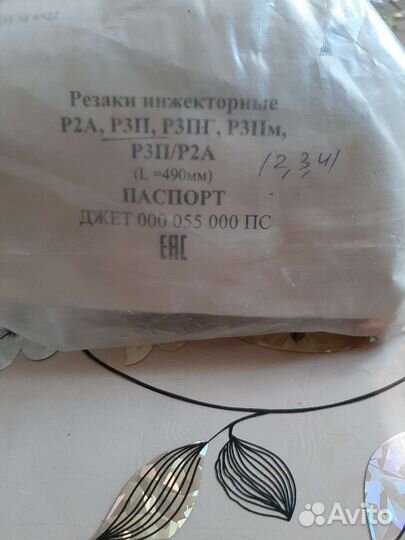 Резаки инжекторные
Р2А, Р3П, Р3ПГ, Р3Пм,
Р3П/Р2А
(L =490мм)
/2,3,4/
ПАСПОРТ
ДЖЕТ 000 055 000 ПС
ЕАС
Avito